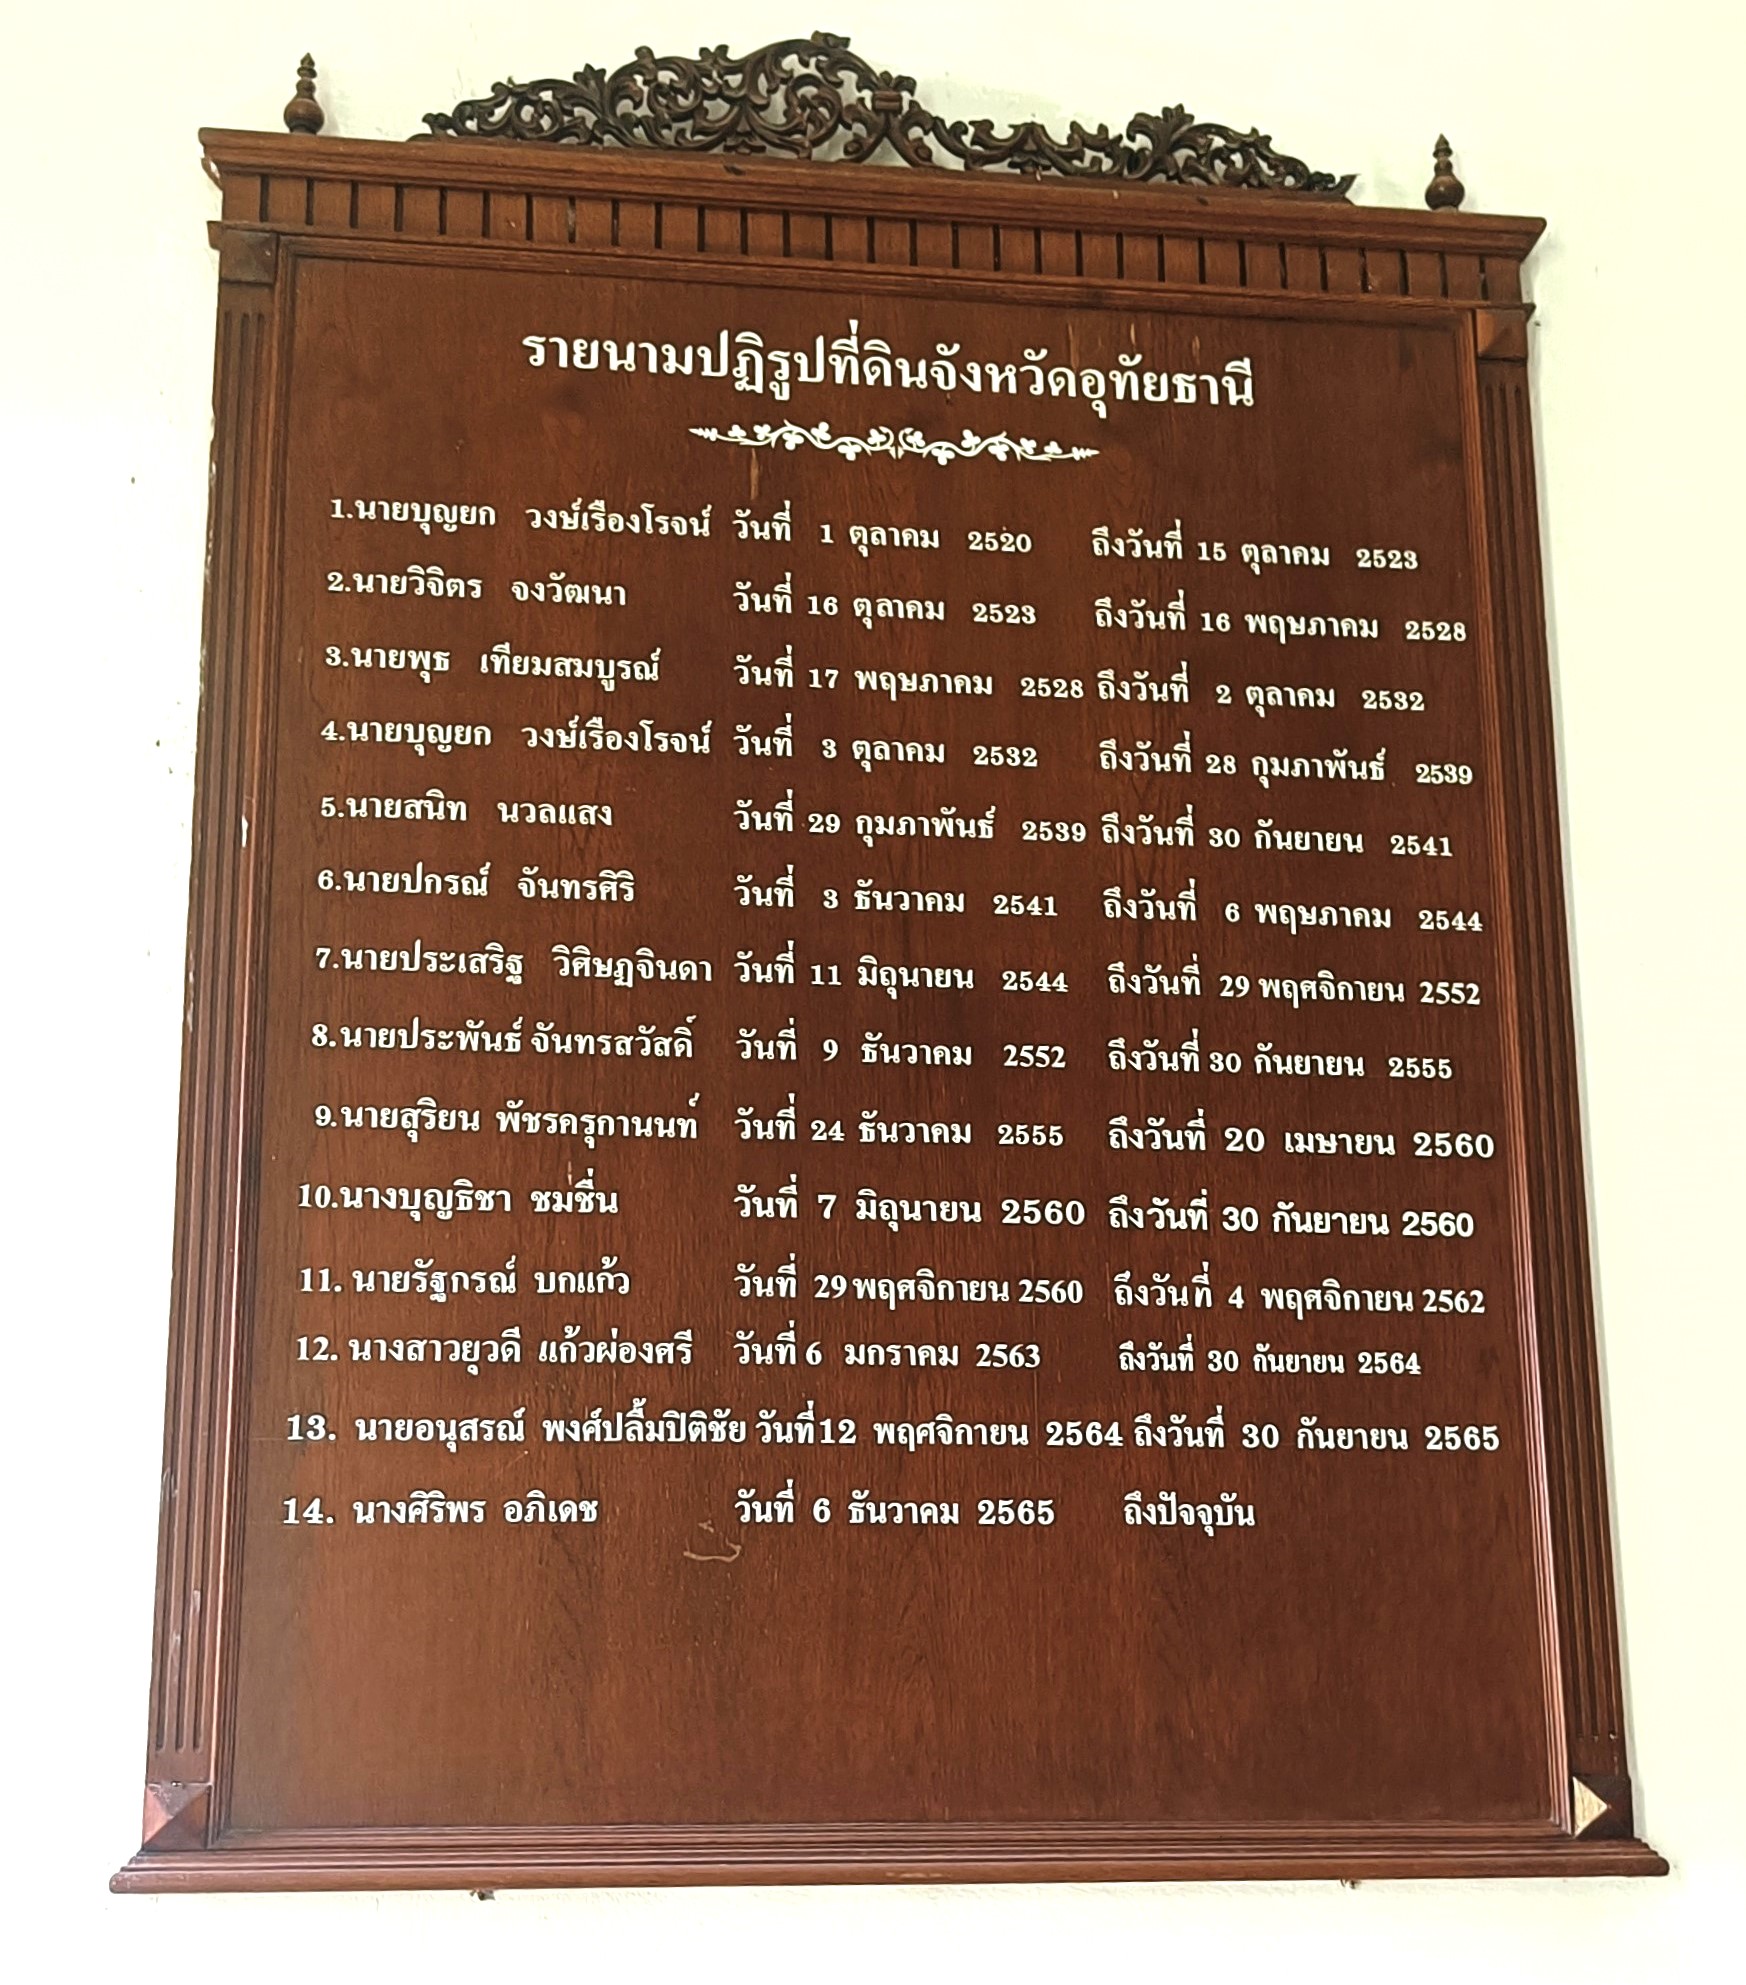 รายนามปฏิรูปที่ดินจังหวัดอุทัยธานี
1.นายบุญยก วงษ์เรืองโรจน์ วันที่ 1 ตุลาคม 2520 ถึงวันที่ 15 ตุลาคม 2523
2.นายวิจิตร จงวัฒนา วันที่ 16 ตุลาคม 2523 ถึงวันที่ 16 พฤษภาคม 2528
3.นายพุธ เทียมสมบูรณ์ วันที่ 17 พฤษภาคม 2528 ถึงวันที่ 2 ตุลาคม 2532
4.นายบุญยก วงษ์เรืองโรจน์ วันที่ 3 ตุลาคม 2532 ถึงวันที่ 28 กุมภาพันธ์ 2539
5.นายสนิท นวลแสง วันที่ 29 กุมภาพันธ์ 2539 ถึงวันที่ 30 กันยายน 2541
6.นายปกรณ์ จันทรศิริ วันที่ 3 ธันวาคม 2541 ถึงวันที่ 6 พฤษภาคม 2544
7.นายประเสริฐ วิศิษฏจินดา วันที่ 11 มิถุนายน 2544 ถึงวันที่ 29 พฤศจิกายน 2552
8.นายประพันธ์ จันทรสวัสดิ์ วันที่ 9 ธันวาคม 2552 ถึงวันที่ 30 กันยายน 2555
9.นายสุริยน พัชรครุกานนท์ วันที่ 24 ธันวาคม 2555 ถึงวันที่ 20 เมษายน 2560
10.นางบุญธิชา ชมชื่น วันที่ 7 มิถุนายน 2560 ถึงวันที่ 30 กันยายน 2560
11. นายรัฐกรณ์ บกแก้ว วันที่ 29 พฤศจิกายน 2560 ถึงวันที่ 4 พฤศจิกายน 2562
12. นางสาวยุวดี แก้วผ่องศรี วันที่ 6 มกราคม 2563 ถึงวันที่ 30 กันยายน 2564
13. นายอนุสรณ์ พงศ์ปลื้มปิติชัย วันที่12 พฤศจิกายน 2564 ถึงวันที่ 30 กันยายน 2565
14. นางศิริพร อภิเดช วันที่ 6 ธันวาคม 2565 ถึงปัจจุบัน